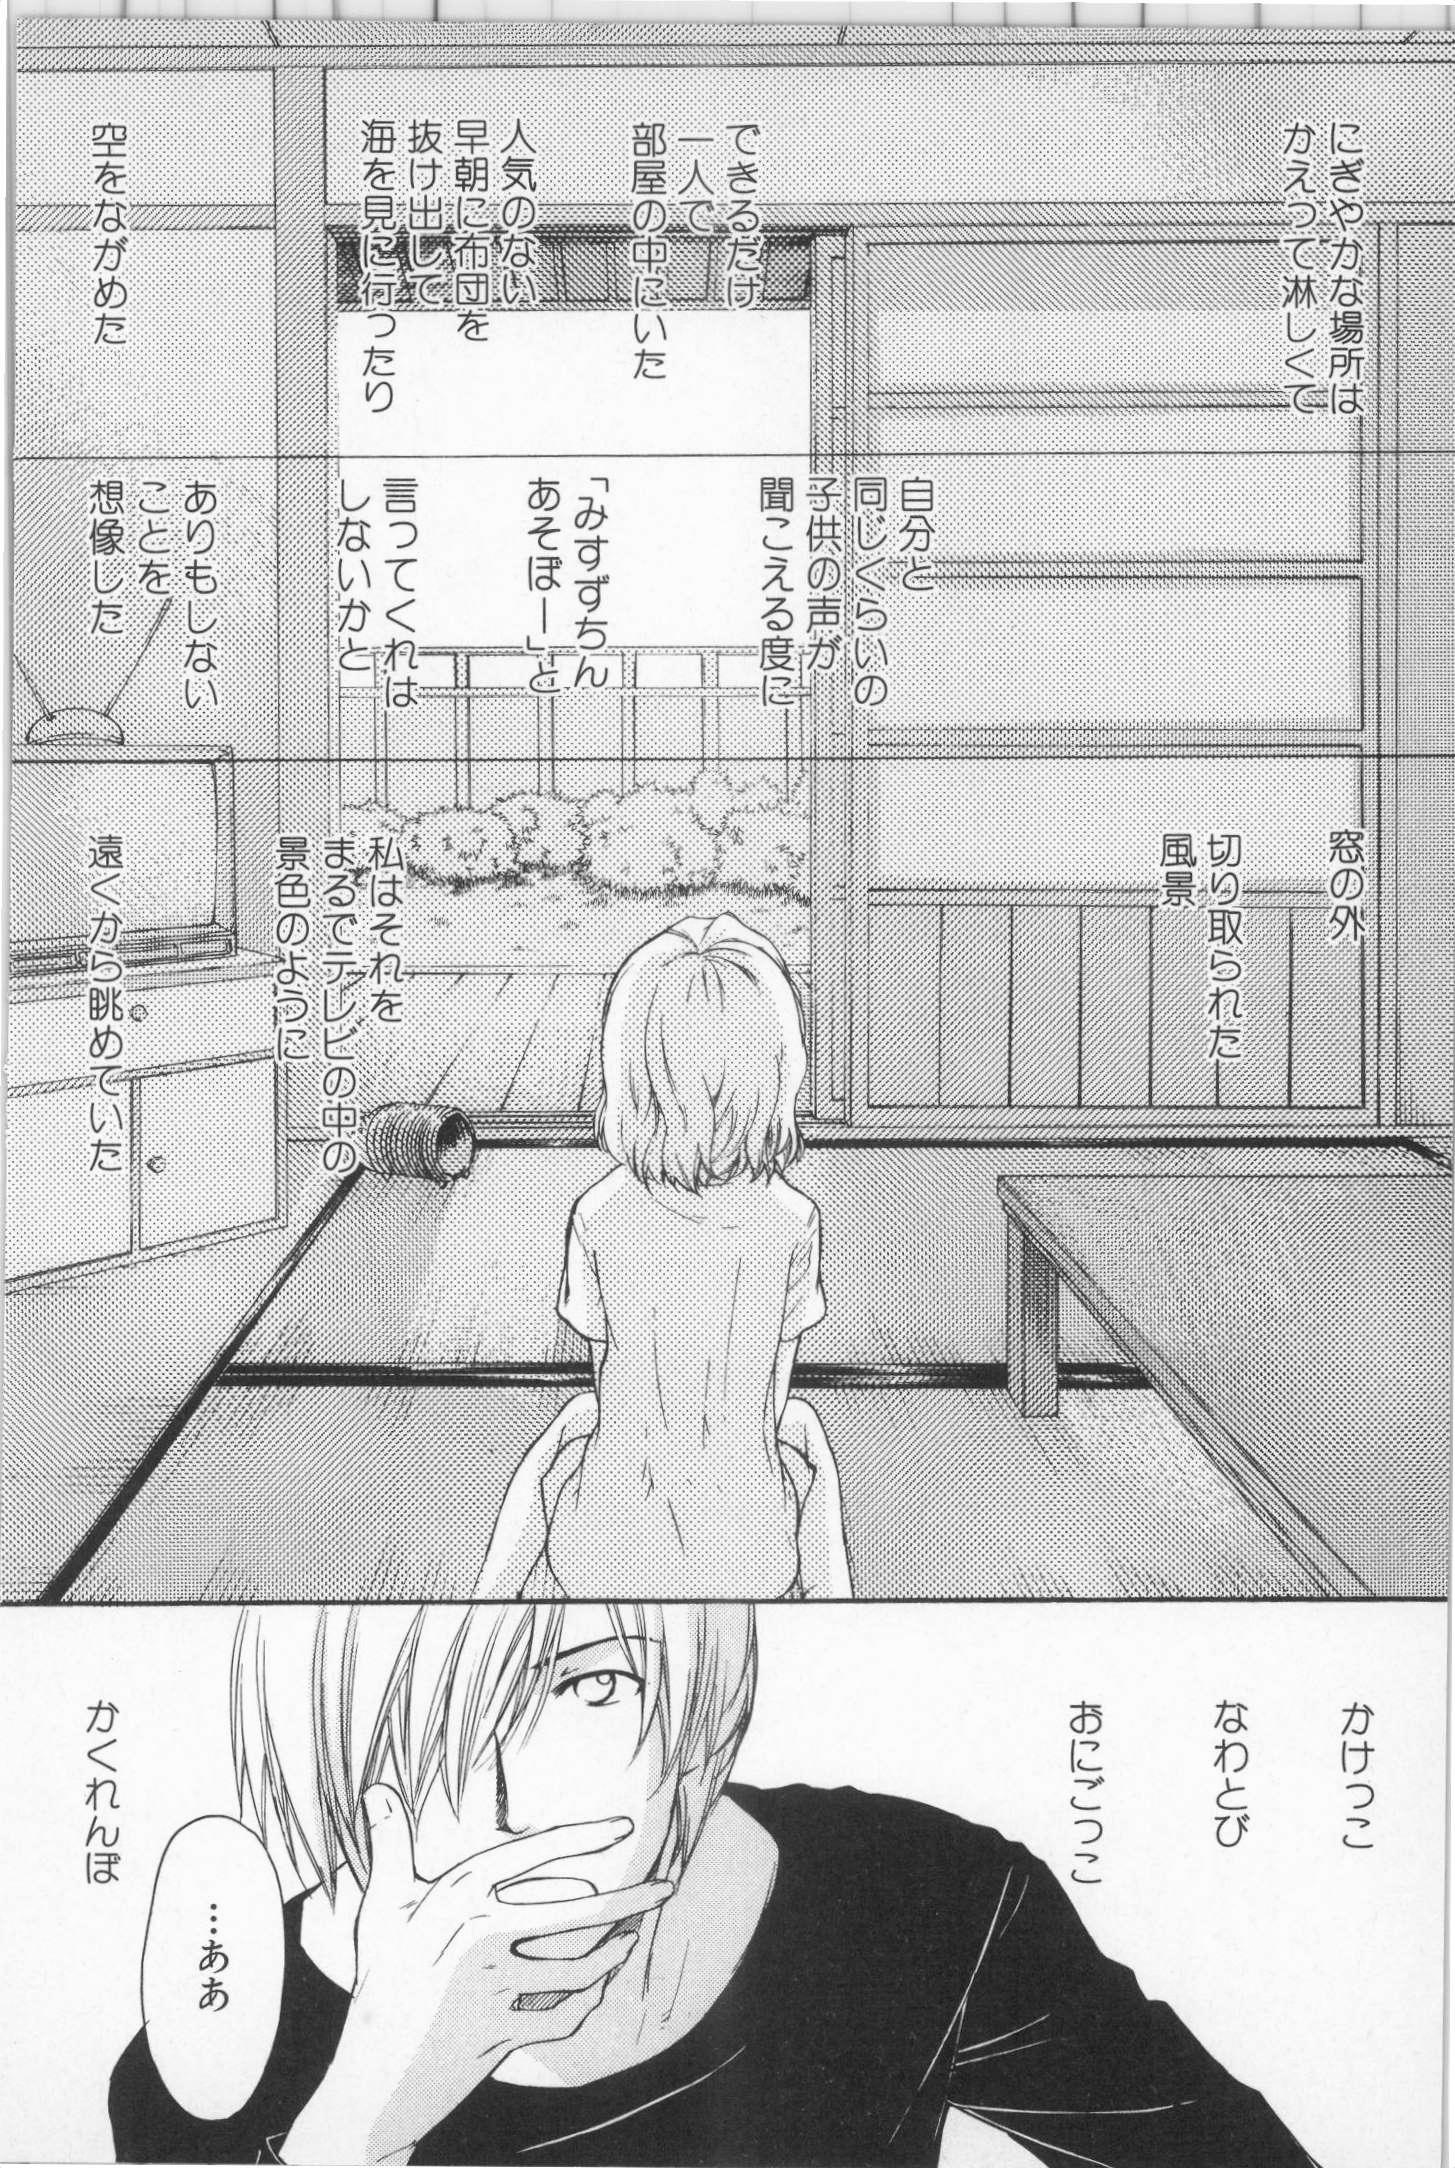 にぎやかな場所は
かえって淋しくて
できるだけ
一人で
部屋の中にいた
人気のない
早朝に布団を
抜け出して
海を見に行ったり
空をながめた
自分と
同じくらいの
子供の声が
聞こえる度に
「みすずちん
あそぼー」と
言ってくれは
しないかと
ありもしない
ことを
想像した
窓の外
切り取られた
風景
私はそれを
まるでテレビの中の
景色のように
遠くから眺めていた
かけっこ
なわとび
おにごっこ
かくれんぼ
…ああ